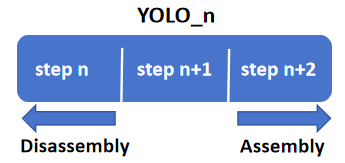 YOLO_n
step n step n+1 step n+2
Disassembly Assembly